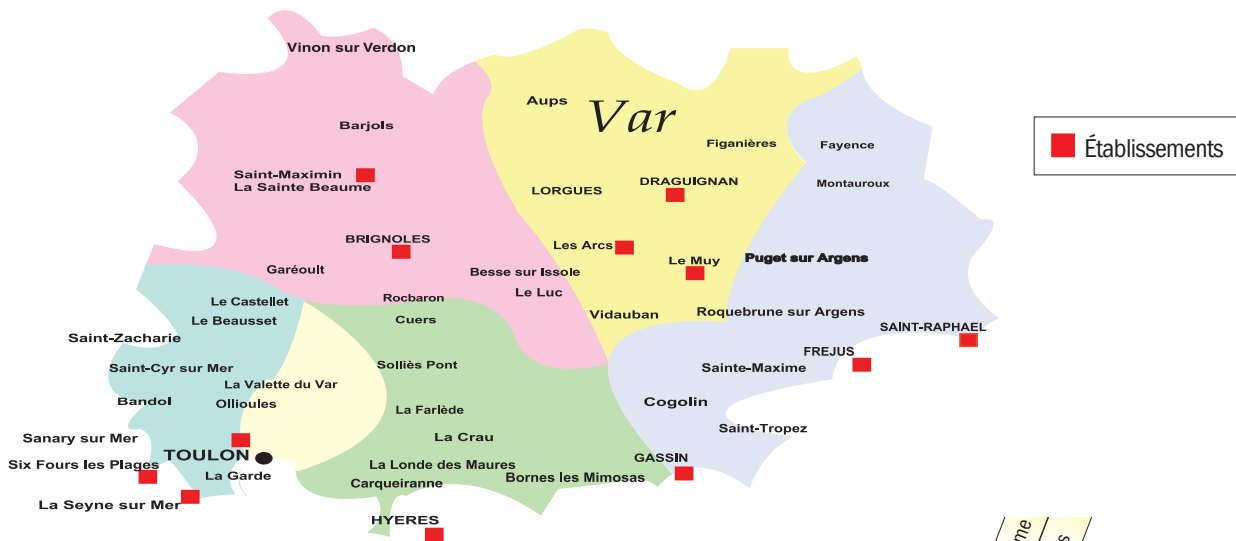 Vinon sur Verdon
Aups
Var
Barjols
Figanières
Fayence
Établissements
Saint-Maximin
La Sainte Beaume
LORGUES
DRAGUIGNAN
Montauroux
BRIGNOLES
Les Arcs
Le Muy
Puget sur Argens
Garéoult
Besse sur Issole
Le Luc
Le Castellet
Rocbaron
Le Beausset
Cuers
Vidauban
Roquebrune sur Argens
SAINT-RAPHAEL
Saint-Zacharie
FREJUS
Saint-Cyr sur Mer
Solliès Pont
Sainte-Maxime
La Valette du Var
Bandol
Ollioules
La Farlède
Cogolin
Sanary sur Mer
La Crau
Saint-Tropez
TOULON
GASSIN
Six Fours les Plages
La Garde
La Londe des Maures
Carqueiranne
Bornes les Mimosas
La Seyne sur Mer
HYERES